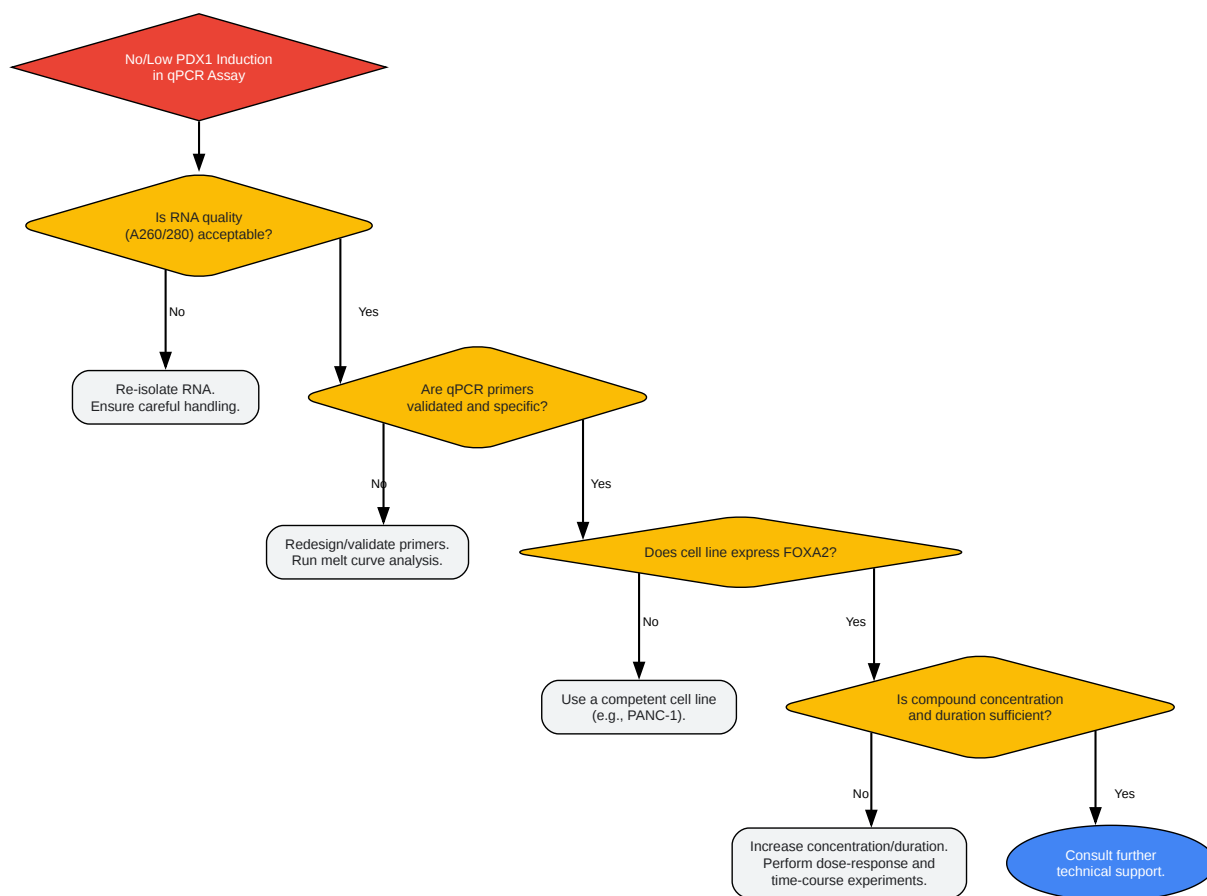 No/Low PDX1 Induction
in qPCR Assay
Is RNA quality
(A260/280) acceptable?
No
Yes
Re-isolate RNA.
Ensure careful handling.
Are qPCR primers
validated and specific?
No
Yes
Redesign/validate primers.
Run melt curve analysis.
Does cell line express FOXA2?
No
Yes
Use a competent cell line
(e.g., PANC-1).
Is compound concentration
and duration sufficient?
No
Yes
Increase concentration/duration.
Perform dose-response and
time-course experiments.
Consult further
technical support.